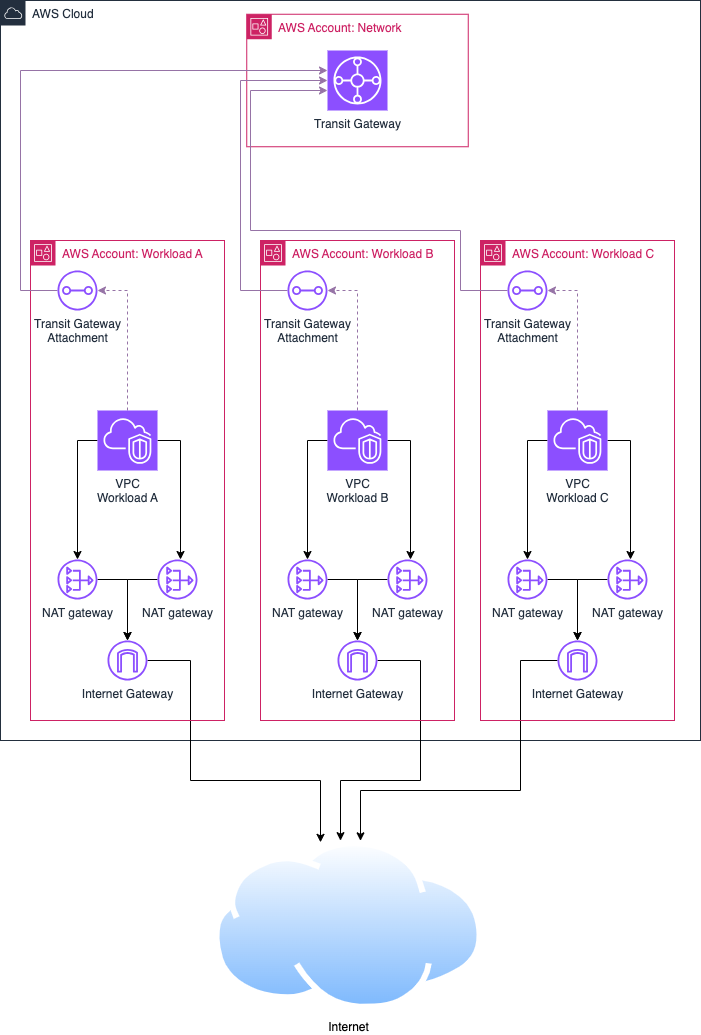 AWS Cloud
AWS Account: Network
Transit Gateway
AWS Account: Workload A
AWS Account: Workload B
AWS Account: Workload C
Transit Gateway
Attachment
Transit Gateway
Attachment
Transit Gateway
Attachment
VPC
Workload A
VPC
Workload B
VPC
Workload C
NAT gateway
NAT gateway
NAT gateway
NAT gateway
NAT gateway
NAT gateway
Internet Gateway
Internet Gateway
Internet Gateway
Internet